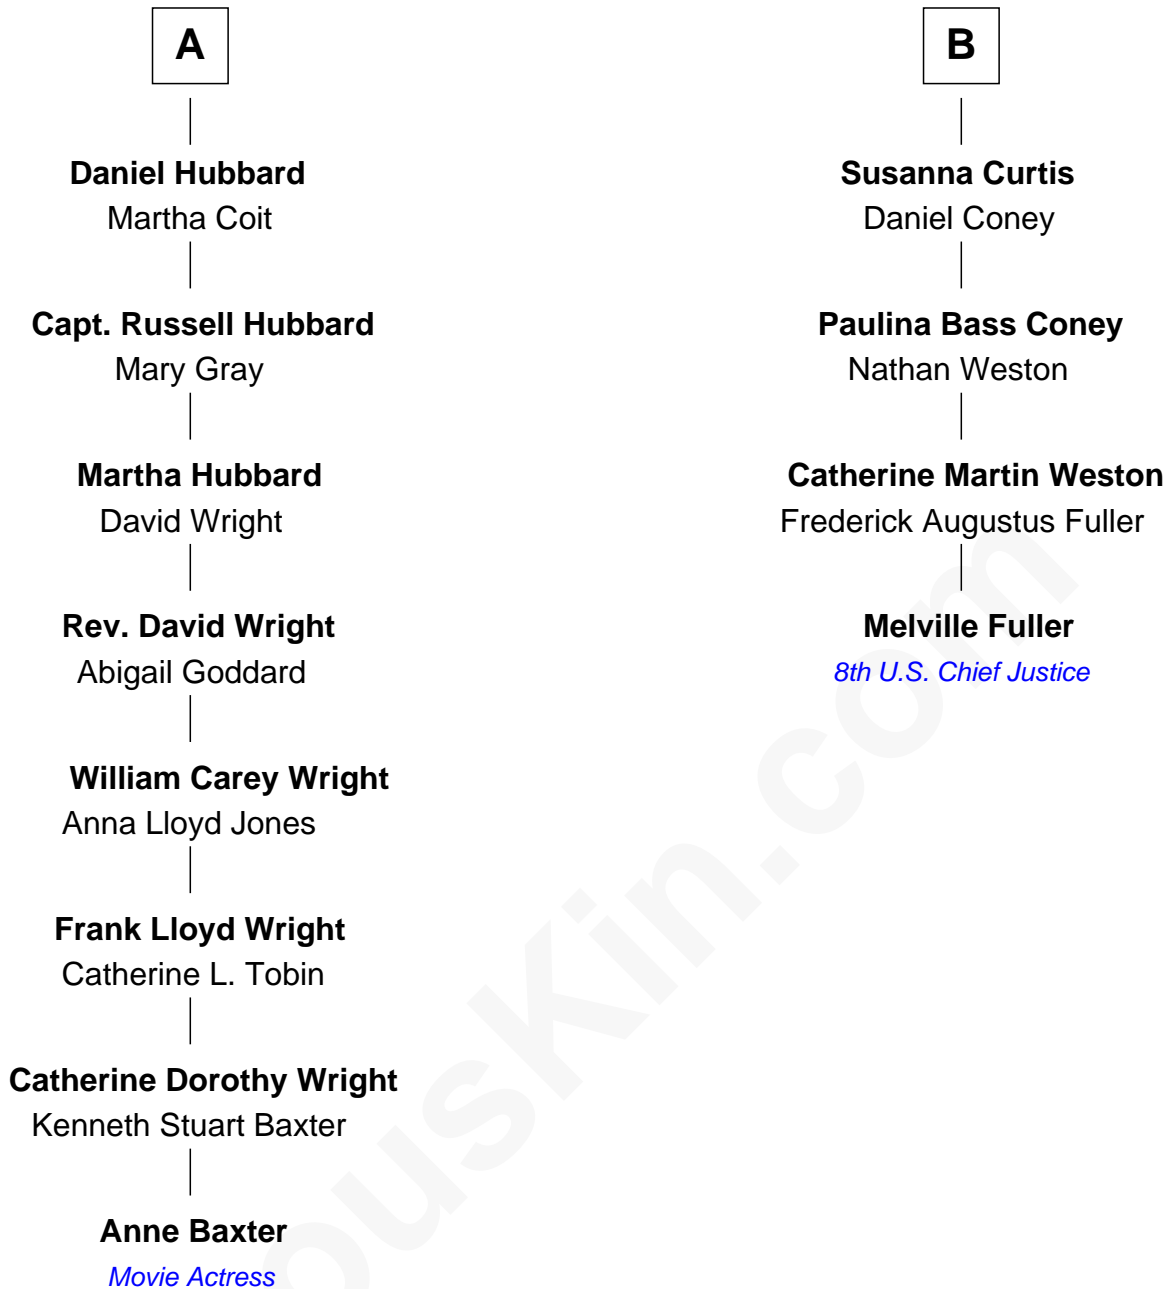 A
Daniel Hubbard
Martha Coit
Capt. Russell Hubbard
Mary Gray
Martha Hubbard
David Wright
Rev. David Wright
Abigail Goddard
William Carey Wright
Anna Lloyd Jones
Frank Lloyd Wright
Catherine L. Tobin
Catherine Dorothy Wright
Kenneth Stuart Baxter
Anne Baxter
Movie Actress
B
Susanna Curtis
Daniel Coney
Paulina Bass Coney
Nathan Weston
Catherine Martin Weston
Frederick Augustus Fuller
Melville Fuller
8th U.S. Chief Justice
ousKin.com